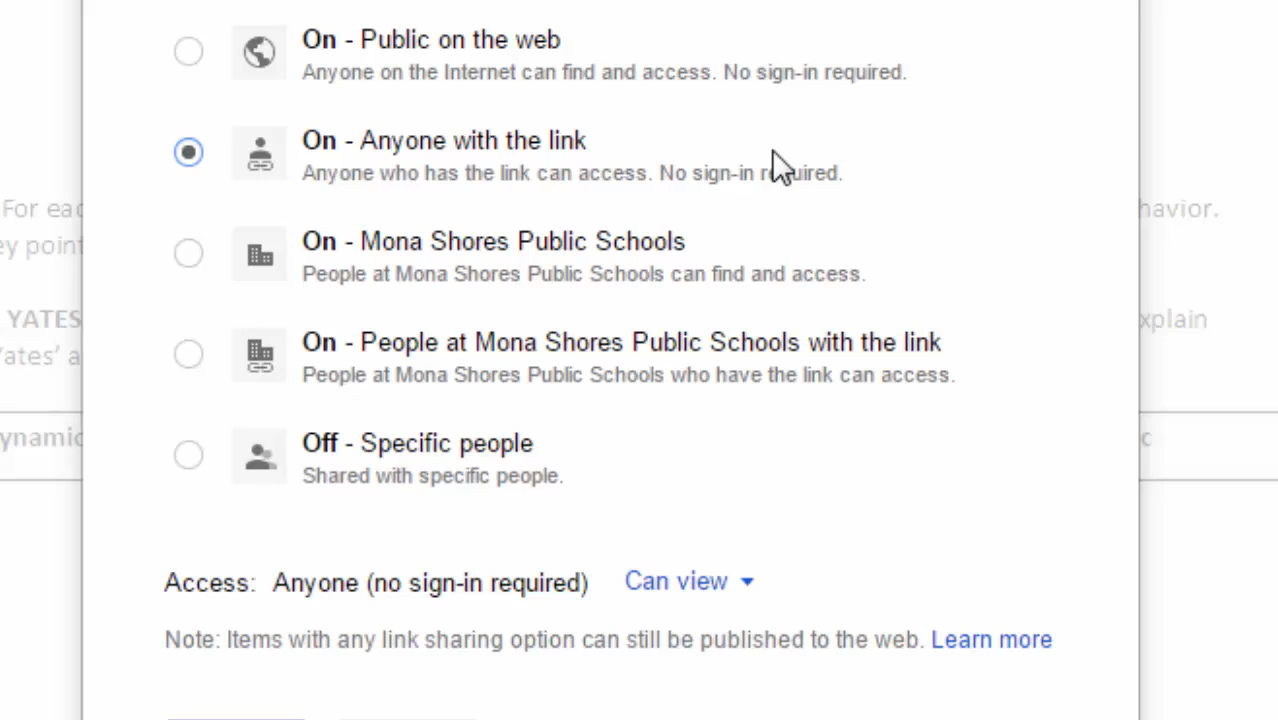 On - Public on the web
Anyone on the Internet can find and access. No sign-in required.
On - Anyone with the link
Anyone who has the link can access. No sign-in required.
For each
havior.
ey point
On - Mona Shores Public Schools
People at Mona Shores Public Schools can find and access.
YATES
xplain
Yates’ a
On - People at Mona Shores Public Schools with the link
People at Mona Shores Public Schools who have the link can access.
ynamic
c
Off - Specific people
Shared with specific people.
Access: Anyone (no sign-in required) Can view
Note: Items with any link sharing option can still be published to the web. Learn more